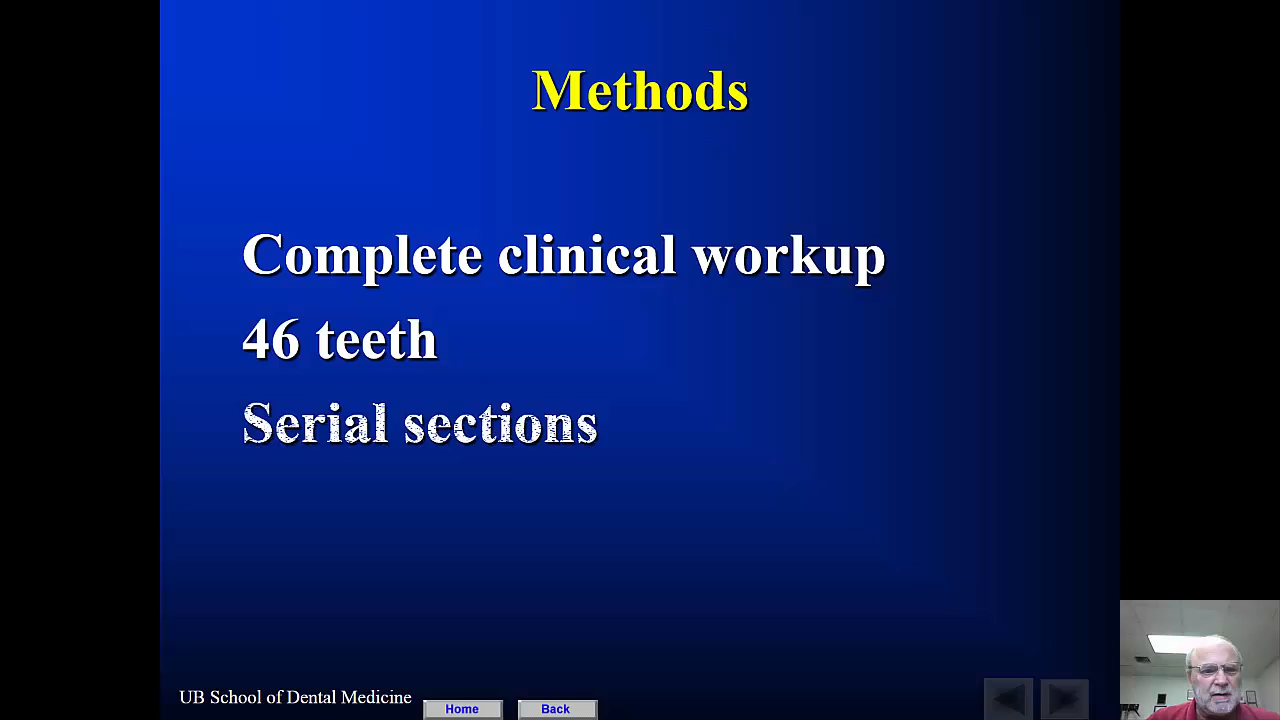 Methods
Complete clinical workup
46 teeth
Serial sections
UB School of Dental Medicine
Home
Back